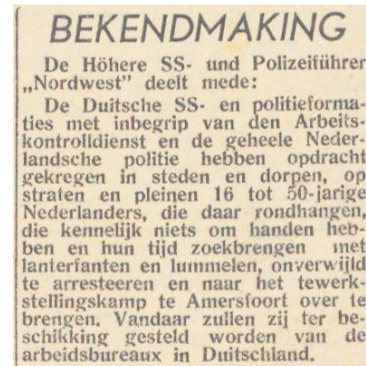 BEKENDMAKING
De Höhere SS- und Polizeiführer
„Nordwest" deelt mede:
De Duitsche SS- en politieforma-
ties met inbegrip van den Arbeits-
kontrolldienst en de geheele Neder-
landsche politie hebben opdracht
gekregen in steden en dorpen, op
straten en pleinen 16 tot 50-jarige
Nederlanders, die daar rondhangen,
die kennelijk niets om handen heb-
ben en hun tijd zoekbrengen met
lanterfanten en lummelen, onverwijld
te arresteeren en naar het tewerk-
stellingskamp te Amersfoort over te
brengen. Vandaar zullen zij ter be-
schikking gesteld worden van de
arbeidsbureaux in Duitschland.